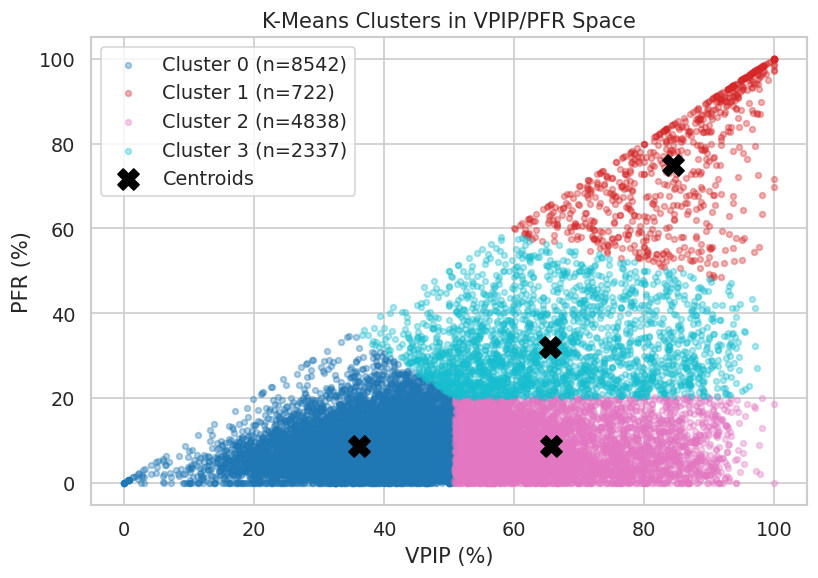 K-Means Clusters in VPIP/PFR Space
Cluster 0 (n=8542)
Cluster 1 (n=722)
Cluster 2 (n=4838)
Cluster 3 (n=2337)
Centroids
PFR (%)
100
80
60
40
20
0
0 20 40 60 80 100
VPIP (%)